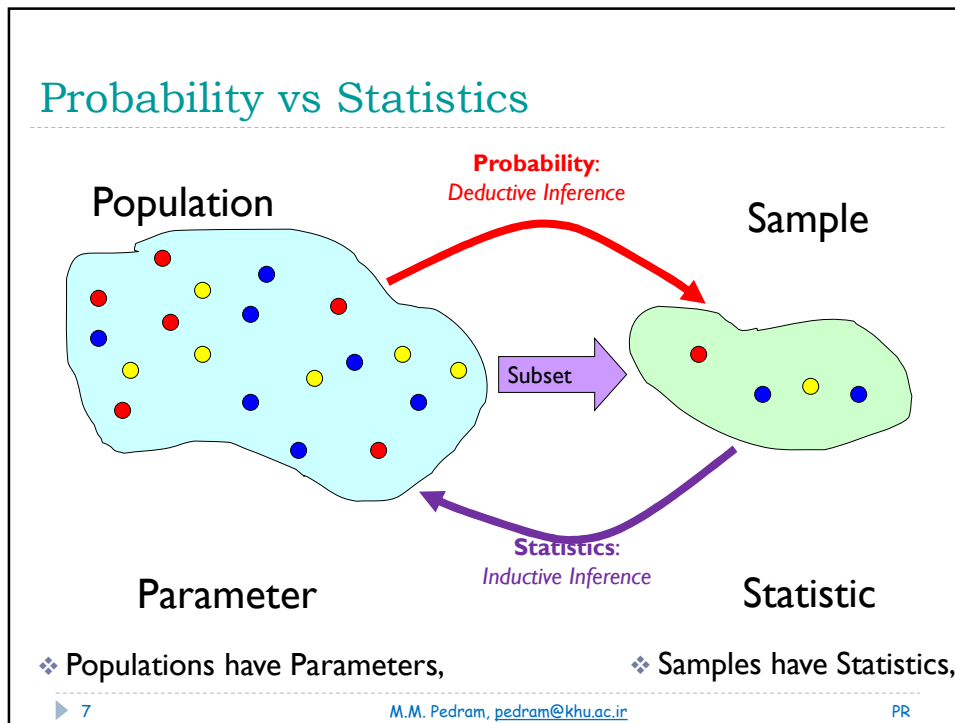 Probability vs Statistics
Probability:
Deductive Inference
Population
Sample
Subset
Statistics:
Inductive Inference
Parameter
Statistic
❖ Populations have Parameters,
❖ Samples have Statistics,
7
M.M. Pedram, pedram@khu.ac.ir
PR